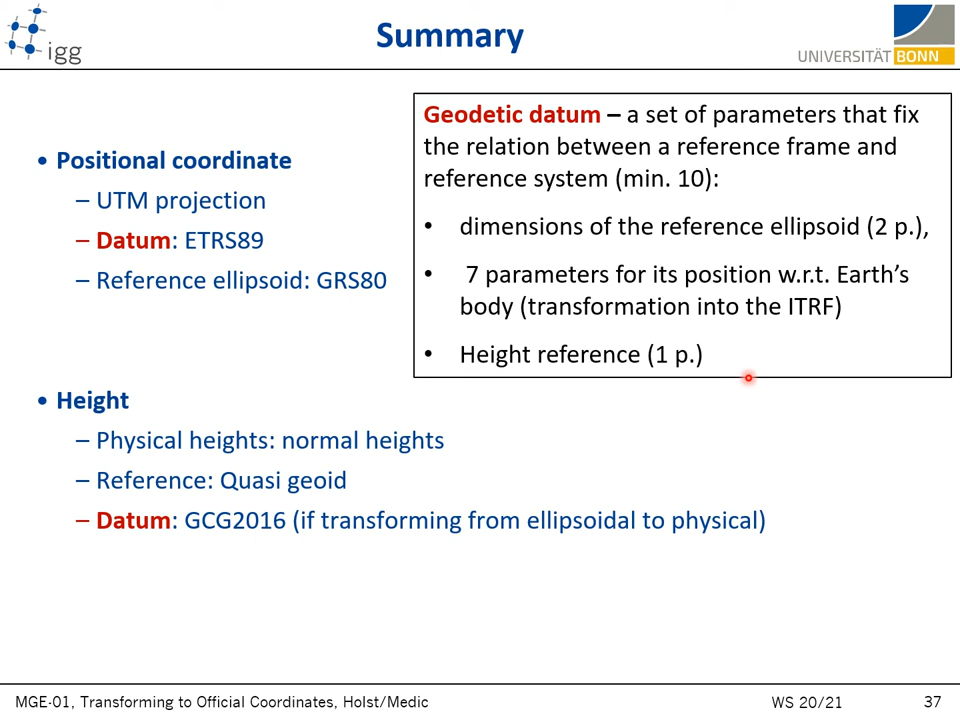 Summary
igg
UNIVERSITÄT BONN
• Positional coordinate
– UTM projection
– Datum: ETRS89
– Reference ellipsoid: GRS80
Geodetic datum – a set of parameters that fix
the relation between a reference frame and
reference system (min. 10):
• dimensions of the reference ellipsoid (2 p.),
• 7 parameters for its position w.r.t. Earth’s
body (transformation into the ITRF)
• Height reference (1 p.)
• Height
– Physical heights: normal heights
– Reference: Quasi geoid
– Datum: GCG2016 (if transforming from ellipsoidal to physical)
MGE-01, Transforming to Official Coordinates, Holst/Medic
WS 20/21
37